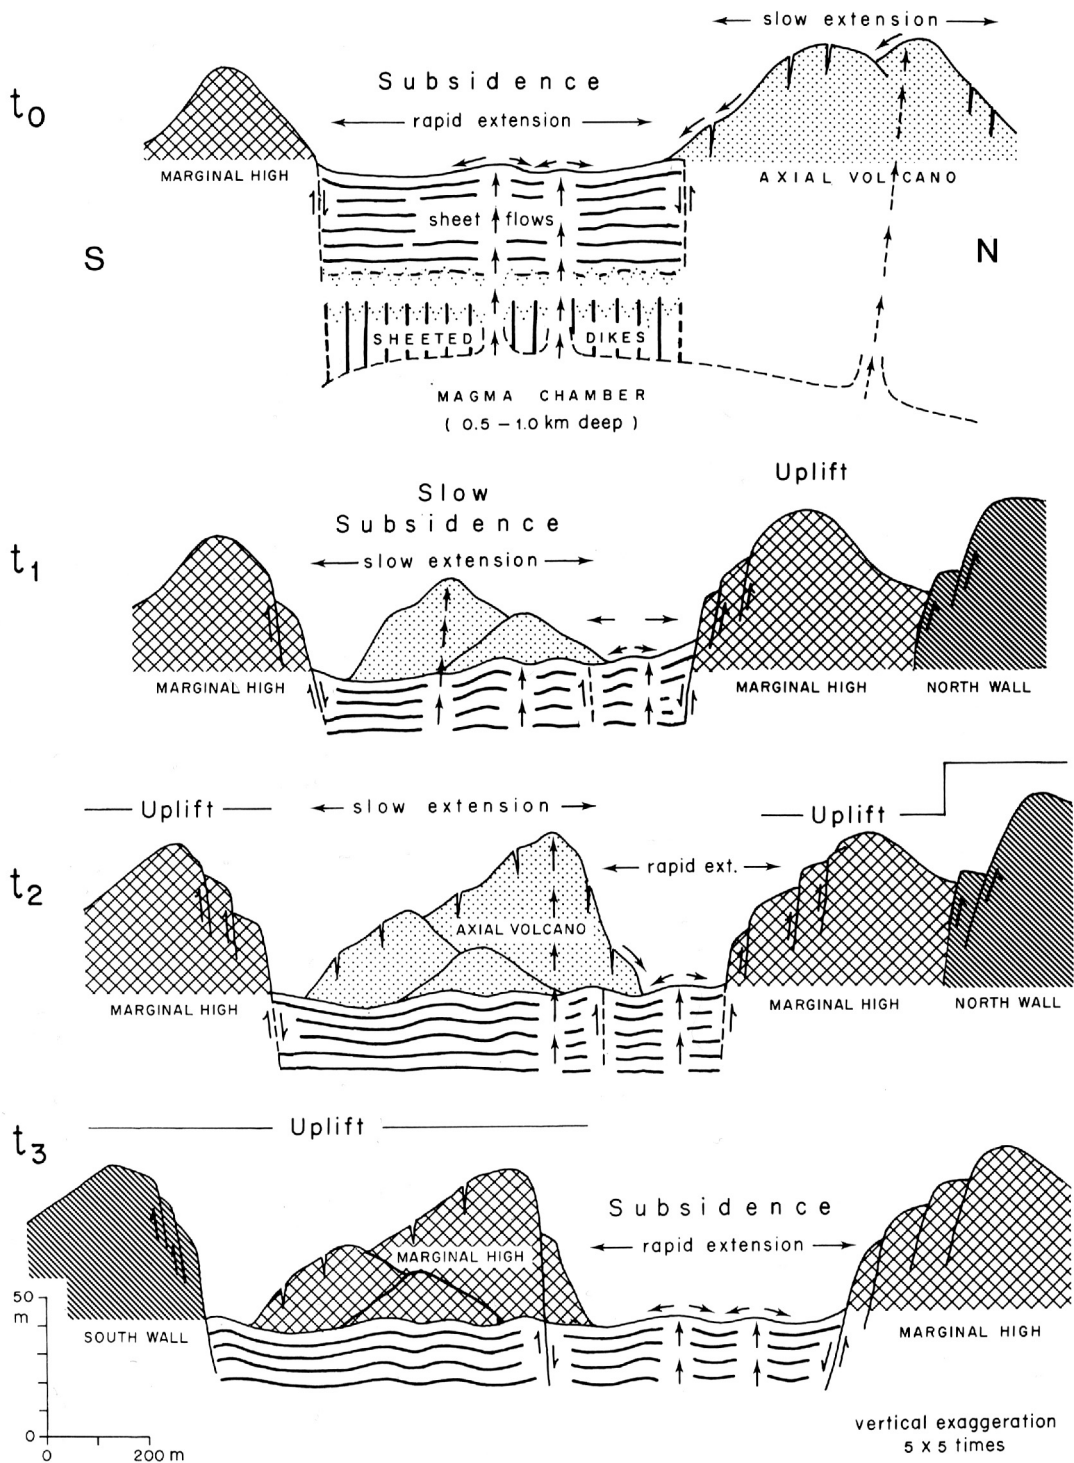 slow extension
t0
Subsidence
rapid extension
MARGINAL HIGH
AXIAL VOLCANO
sheet flows
S
N
SHEETED DIKES
MAGMA CHAMBER
( 0.5 – 1.0 km deep )
t1
Slow
Subsidence
slow extension
Uplift
MARGINAL HIGH
MARGINAL HIGH
NORTH WALL
t2
Uplift
slow extension
Uplift
rapid ext.
AXIAL VOLCANO
MARGINAL HIGH
MARGINAL HIGH
NORTH WALL
t3
Uplift
Subsidence
rapid extension
MARGINAL HIGH
SOUTH WALL
MARGINAL HIGH
50
m
0
0
200 m
vertical exaggeration
5 X 5 times